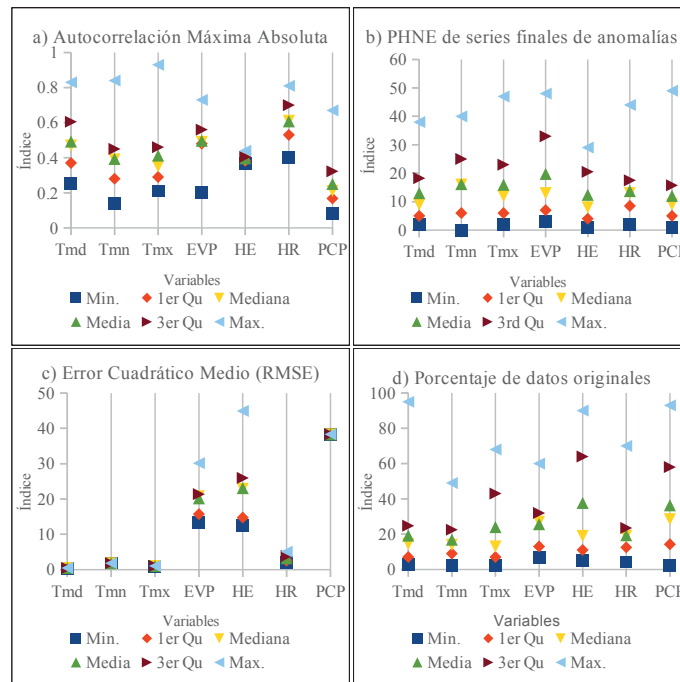 a) Autocorrelación Máxima Absoluta
1
0.8
0.6
0.4
0.2
0
Índice
Tmd Tmn Tmx EVP HE HR PCP
Variables
Min. 1er Qu Mediana
Media 3er Qu Max.
b) PHNE de series finales de anomalías
60
50
40
30
20
10
0
Índice
Tmd Tmn Tmx EVP HE HR PCP
Variables
Min. 1er Qu Mediana
Media 3rd Qu Max.
c) Error Cuadrático Medio (RMSE)
50
40
30
20
10
0
Índice
Tmd Tmn Tmx EVP HE HR PCP
Variables
Min. 1er Qu Mediana
Media 3er Qu Max.
d) Porcentaje de datos originales
100
80
60
40
20
0
Índice
Tmd Tmn Tmx EVP HE HR PCP
Variables
Min. 1er Qu Mediana
Media 3er Qu Max.